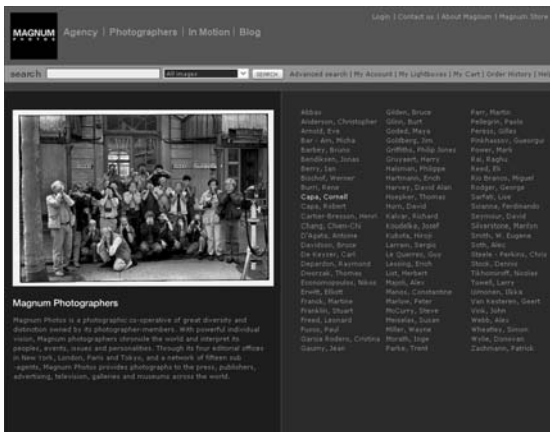 Login | Contact us | About Magnum | Magnum Store
MAGNUM
PHOTOS
Agency | Photographers | In Motion | Blog
search
All images
SEARCH
Advanced search | My Account | My Lightboxes | My Cart | Order History | Hel
Abbas
Anderson, Christopher
Arnold, Eve
Bar - Am, Micha
Barbey, Bruno
Bendiksen, Jonas
Berry, Ian
Bischof, Werner
Burri, Rene
Capa, Cornell
Capa, Robert
Cartier-Bresson, Henri
Chang, Chien-Chi
D'Agata, Antoine
Davidson, Bruce
De Keyzer, Carl
Depardon, Raymond
Dworzak, Thomas
Economopoulos, Nikos
Erwitt, Elliott
Franck, Martine
Franklin, Stuart
Freed, Leonard
Fusco, Paul
Garcia Rodero, Cristina
Gaumy, Jean
Gilden, Bruce
Glinn, Burt
Goded, Maya
Goldberg, Jim
Griffiths, Philip Jones
Gruyaert, Harry
Halsman, Philippe
Hartmann, Erich
Harvey, David Alan
Hoepker, Thomas
Hurn, David
Kalvar, Richard
Koudelka, Josef
Kubota, Hiroji
Larrain, Sergio
Le Querrec, Guy
Lessing, Erich
List, Herbert
Majoli, Alex
Manos, Constantine
Marlow, Peter
McCurry, Steve
Meiselas, Susan
Miller, Wayne
Morath, Inge
Parke, Trent
Parr, Martin
Pellegrin, Paolo
Peress, Gilles
Pinkhassov, Gueorgui
Power, Mark
Rai, Raghu
Reed, Eli
Rio Branco, Miguel
Rodger, George
Sarfati, Lise
Scianna, Ferdinando
Seymour, David
Silverstone, Marilyn
Smith, W. Eugene
Soth, Alec
Steele - Perkins, Chris
Stock, Dennis
Tikhomiroff, Nicolas
Towell, Larry
Uimonen, Ilkka
Van Kesteren, Geert
Vink, John
Webb, Alex
Wheatley, Simon
Wylie, Donovan
Zachmann, Patrick
Magnum Photographers
Magnum Photos is a photographic co-operative of great diversity and
distinction owned by its photographer-members. With powerful individual
vision, Magnum photographers chronicle the world and interpret its
peoples, events, issues and personalities. Through its four editorial offices
in New York, London, Paris and Tokyo, and a network of fifteen sub
-agents, Magnum Photos provides photographs to the press, publishers,
advertising, television, galleries and museums across the world.